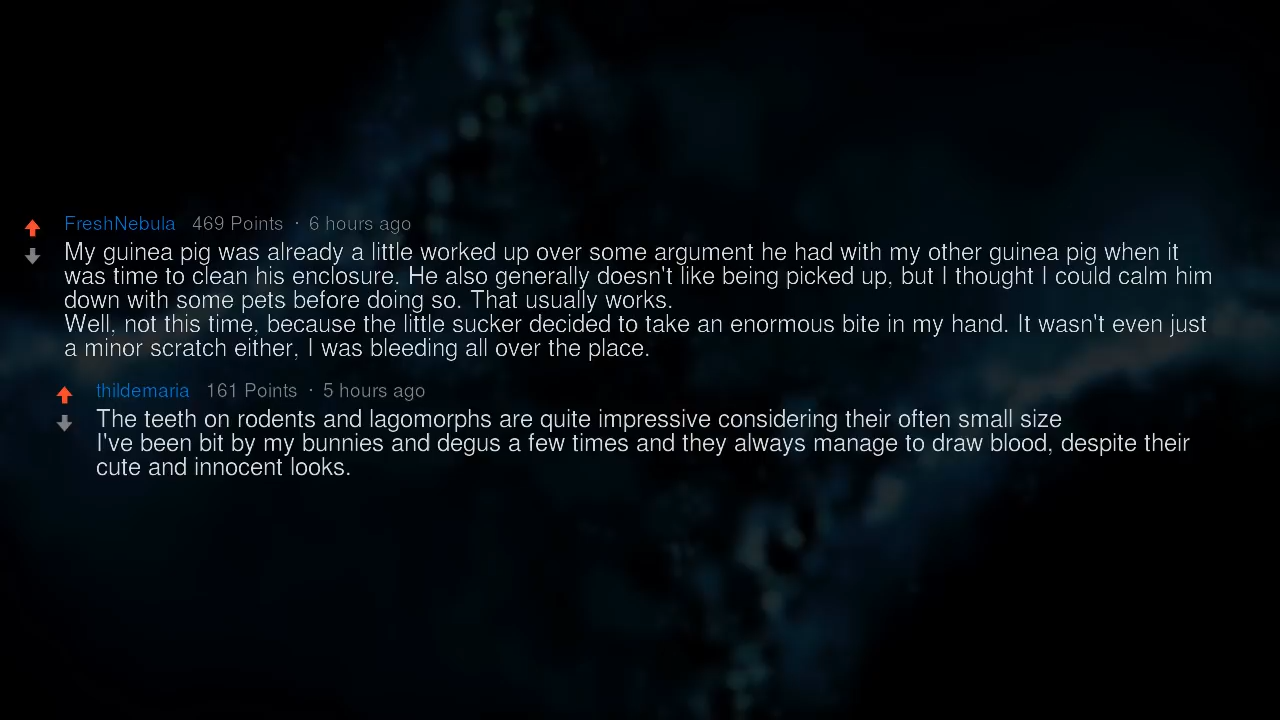 FreshNebula 469 Points · 6 hours ago
My guinea pig was already a little worked up over some argument he had with my other guinea pig when it
was time to clean his enclosure. He also generally doesn't like being picked up, but I thought I could calm him
down with some pets before doing so. That usually works.
Well, not this time, because the little sucker decided to take an enormous bite in my hand. It wasn't even just
a minor scratch either, I was bleeding all over the place.
thildemaria 161 Points · 5 hours ago
The teeth on rodents and lagomorphs are quite impressive considering their often small size
I've been bit by my bunnies and degus a few times and they always manage to draw blood, despite their
cute and innocent looks.